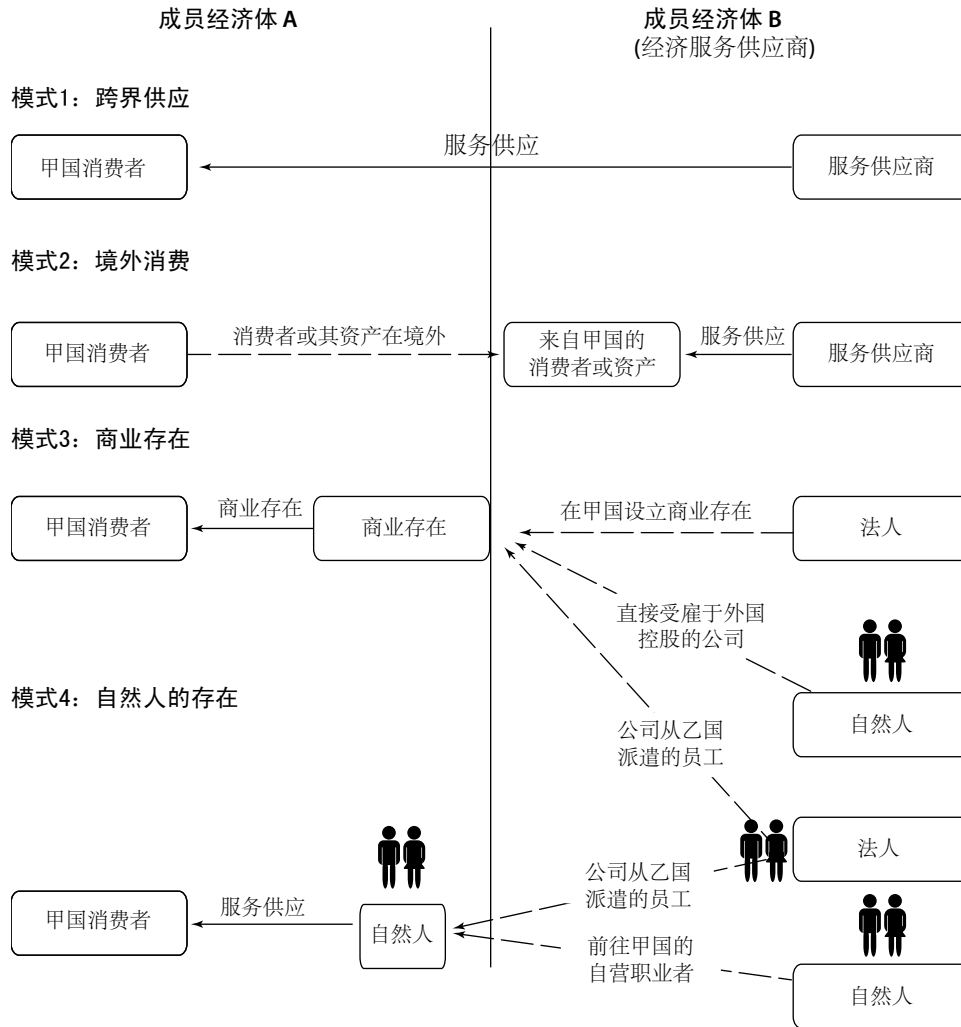 成员经济体 A
成员经济体 B
(经济服务供应商)
模式1：跨界供应
甲国消费者
服务供应
服务供应商
模式2：境外消费
甲国消费者
消费者或其资产在境外
来自甲国的
消费者或资产
服务供应
服务供应商
模式3：商业存在
甲国消费者
商业存在
商业存在
在甲国设立商业存在
法人
直接受雇于外国
控股的公司
自然人
模式4：自然人的存在
公司从乙国
派遣的员工
法人
公司从乙国
派遣的员工
甲国消费者
服务供应
自然人
前往甲国的
自营职业者
自然人